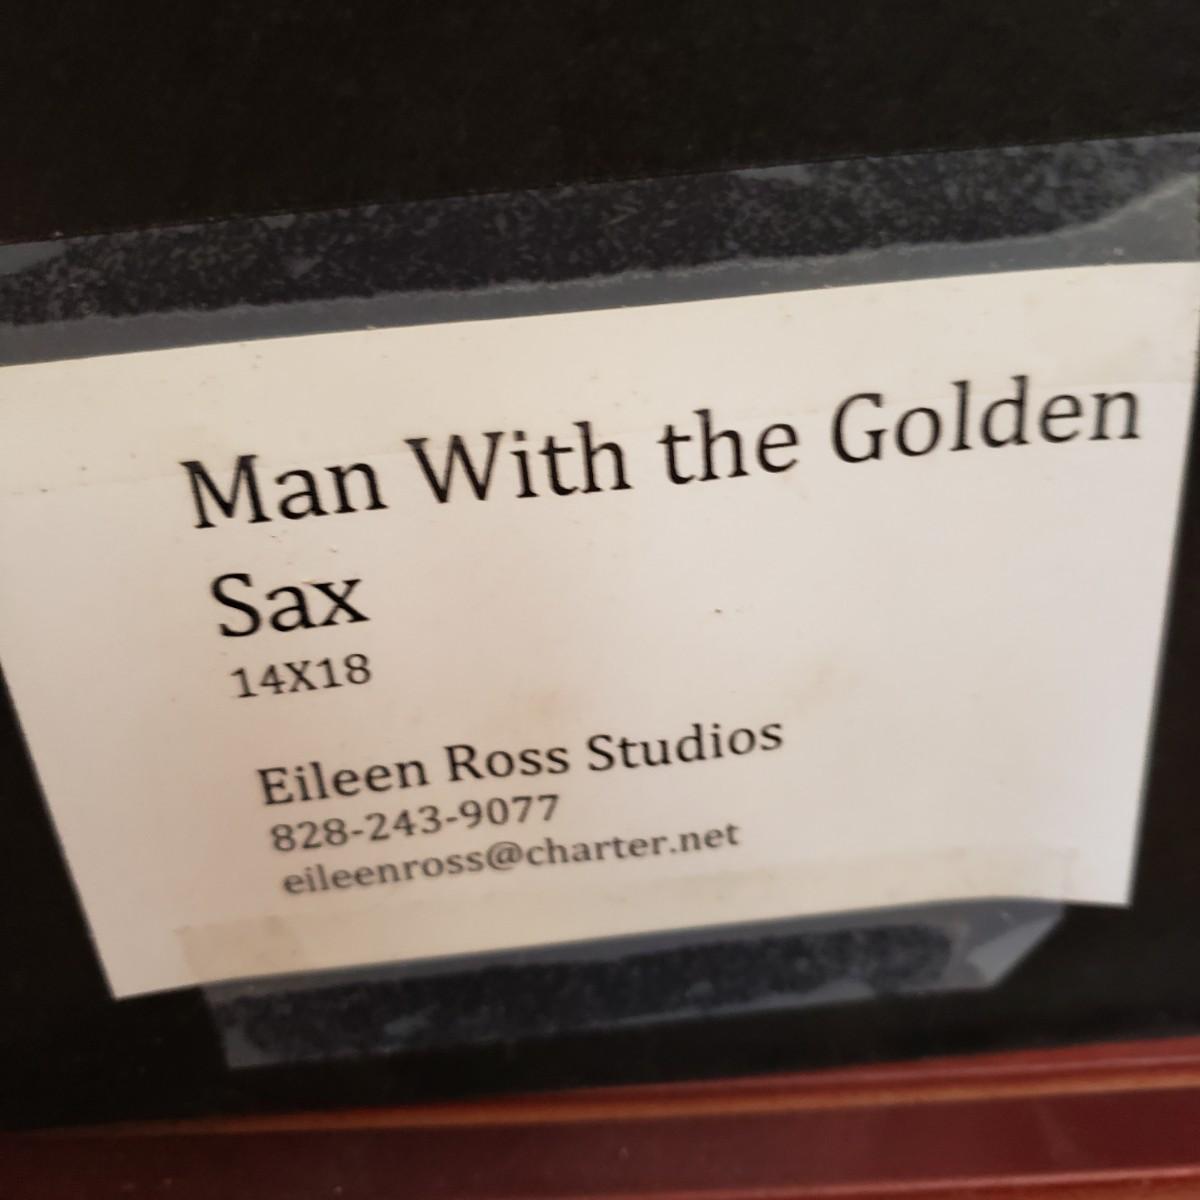 Man With the Golden
Sax
14X18
Eileen Ross Studios
828-243-9077
eileenross@charter.net